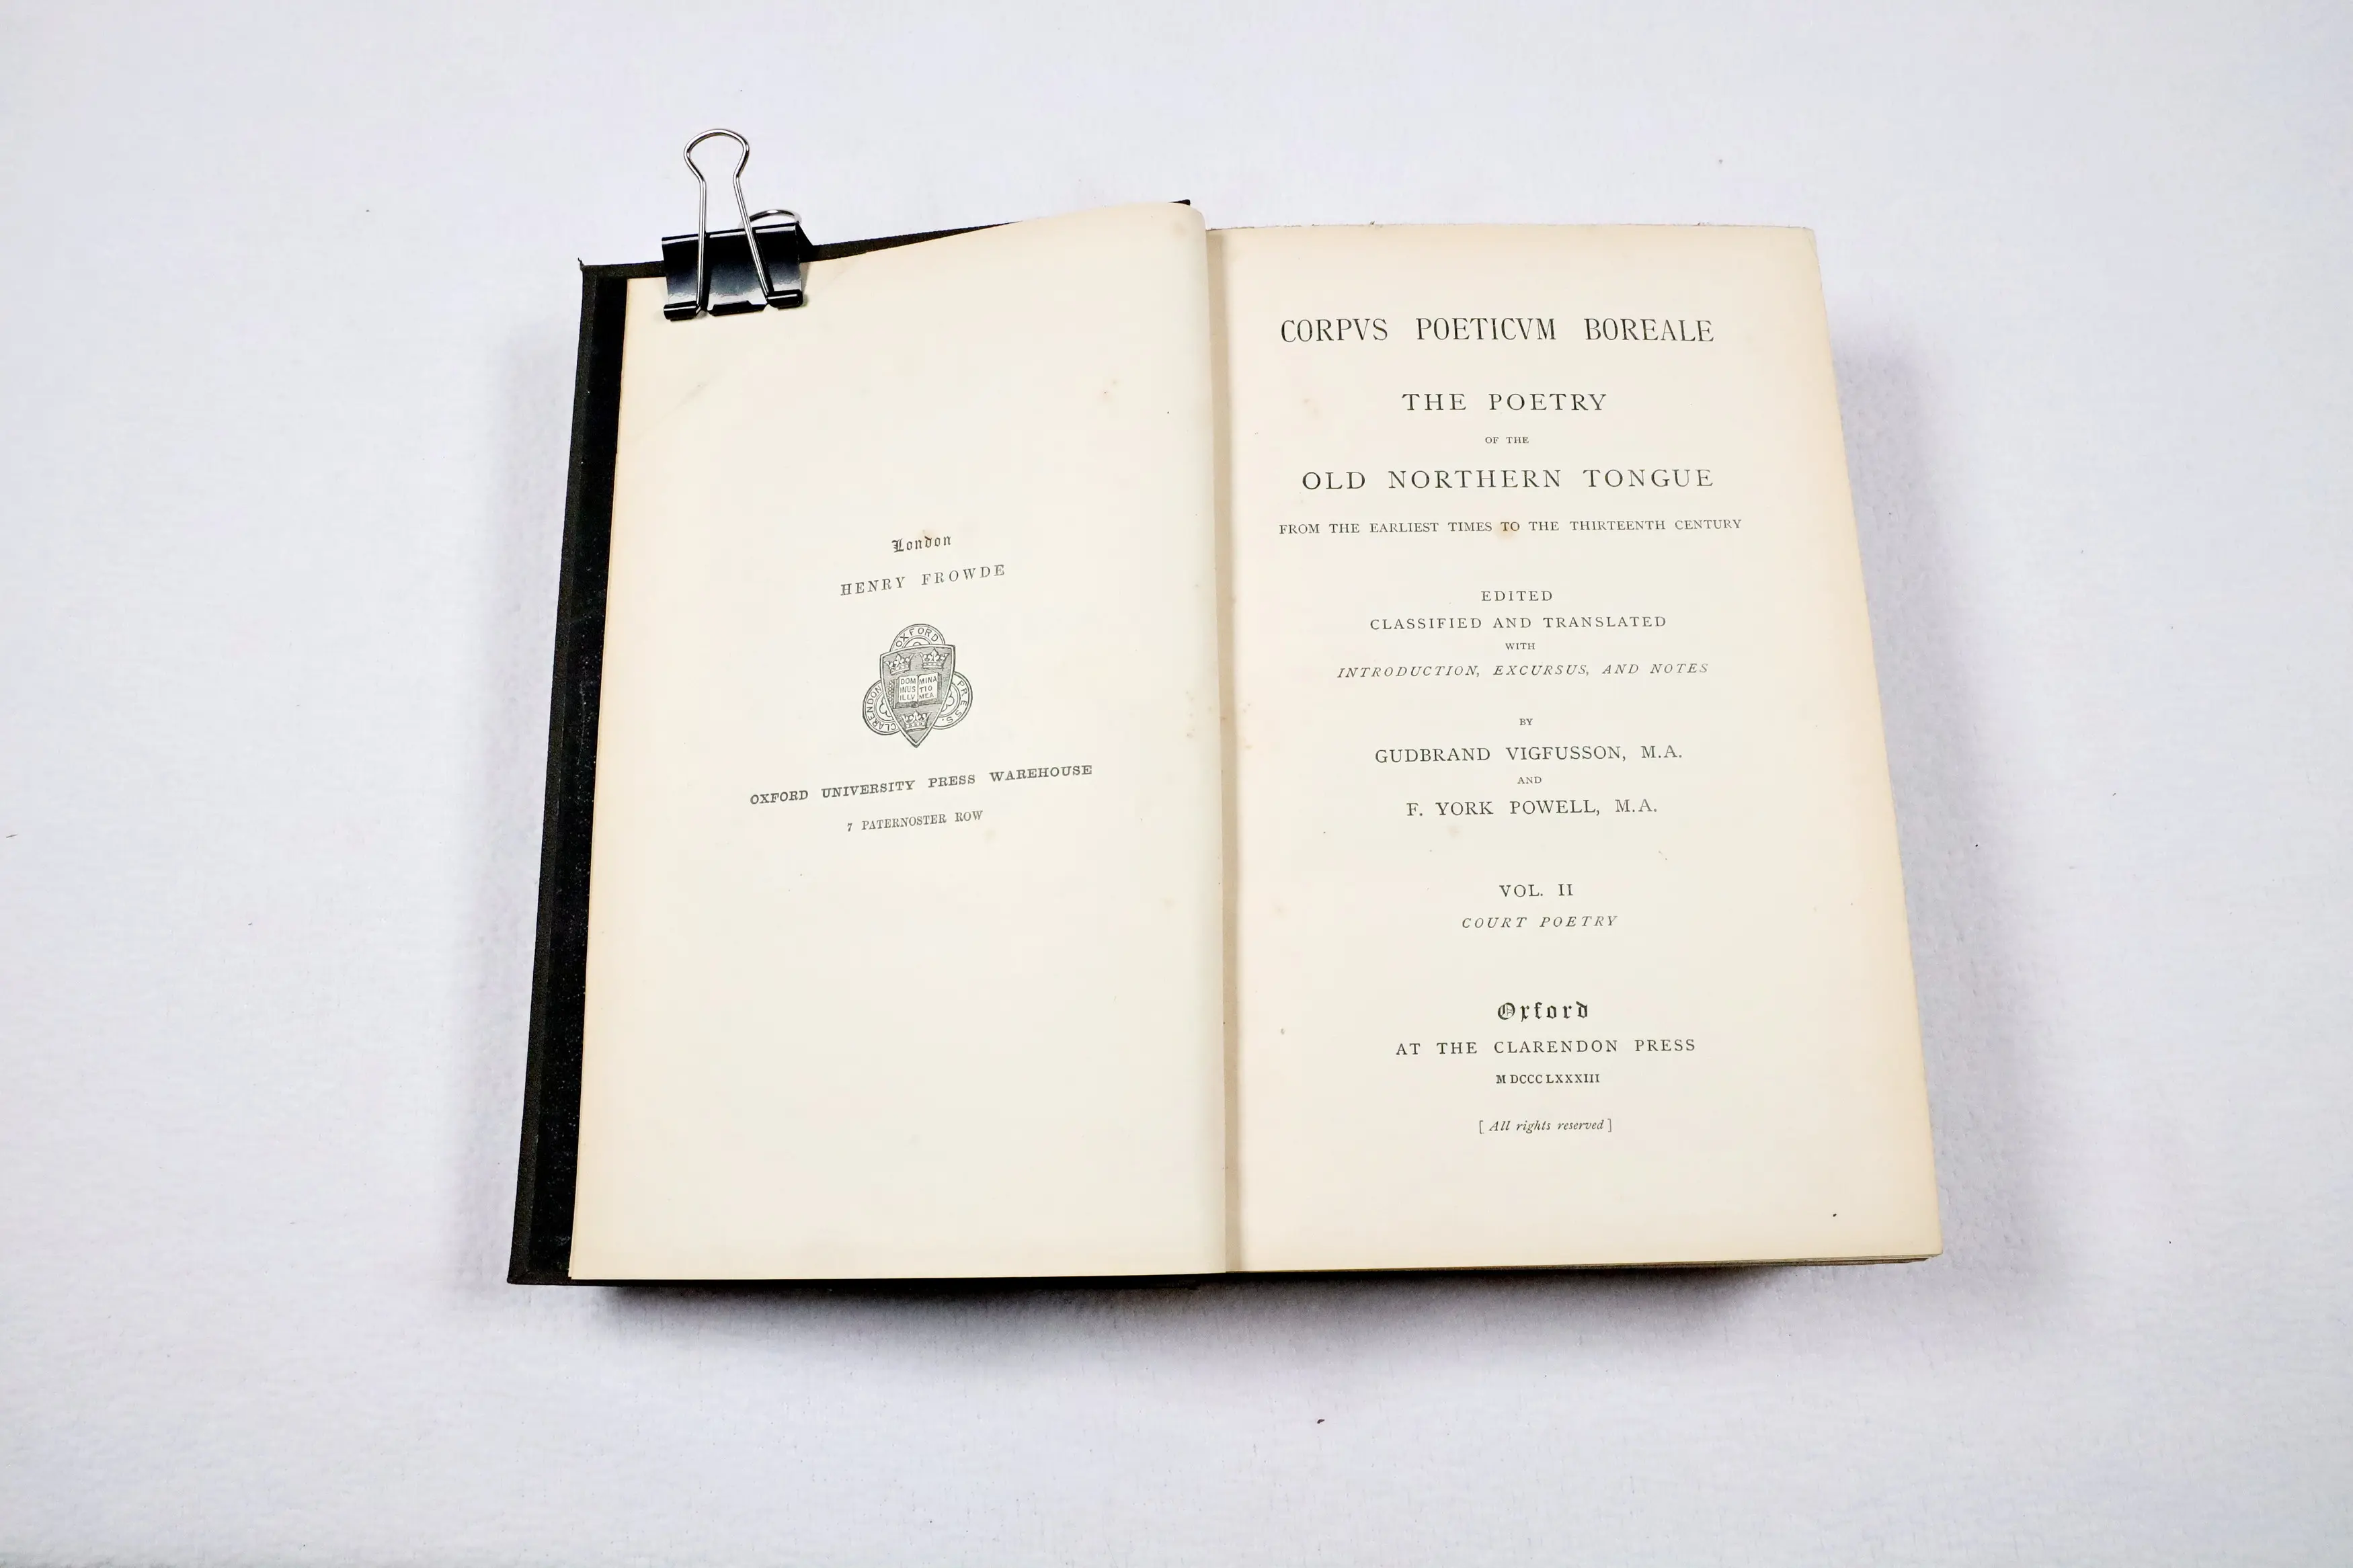 London
HENRY FROWDE
OXFORD
CLARENDON
PRESS
DOM MINA
INUS TIO
ILLV MEA
OXFORD UNIVERSITY PRESS WAREHOUSE
7 PATERNOSTER ROW
CORPVS POETICVM BOREALE
THE POETRY
OF THE
OLD NORTHERN TONGUE
FROM THE EARLIEST TIMES TO THE THIRTEENTH CENTURY
EDITED
CLASSIFIED AND TRANSLATED
WITH
INTRODUCTION, EXCURSUS, AND NOTES
BY
GUDBRAND VIGFUSSON, M.A.
AND
F. YORK POWELL, M.A.
VOL. II
COURT POETRY
Oxford
AT THE CLARENDON PRESS
M DCCC LXXXIII
[ All rights reserved ]